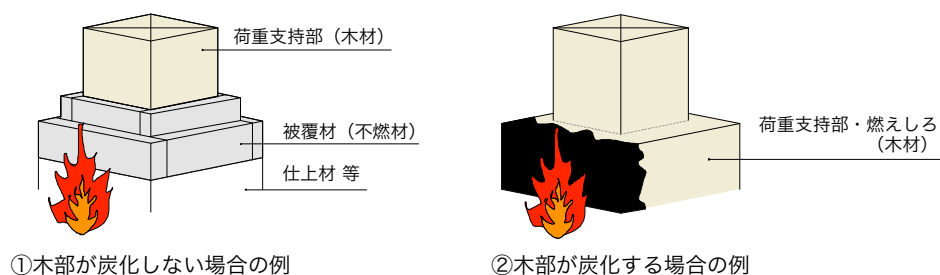 荷重支持部（木材）
被覆材（不燃材）
仕上材 等
①木部が炭化しない場合の例
荷重支持部・燃えしろ
（木材）
②木部が炭化する場合の例